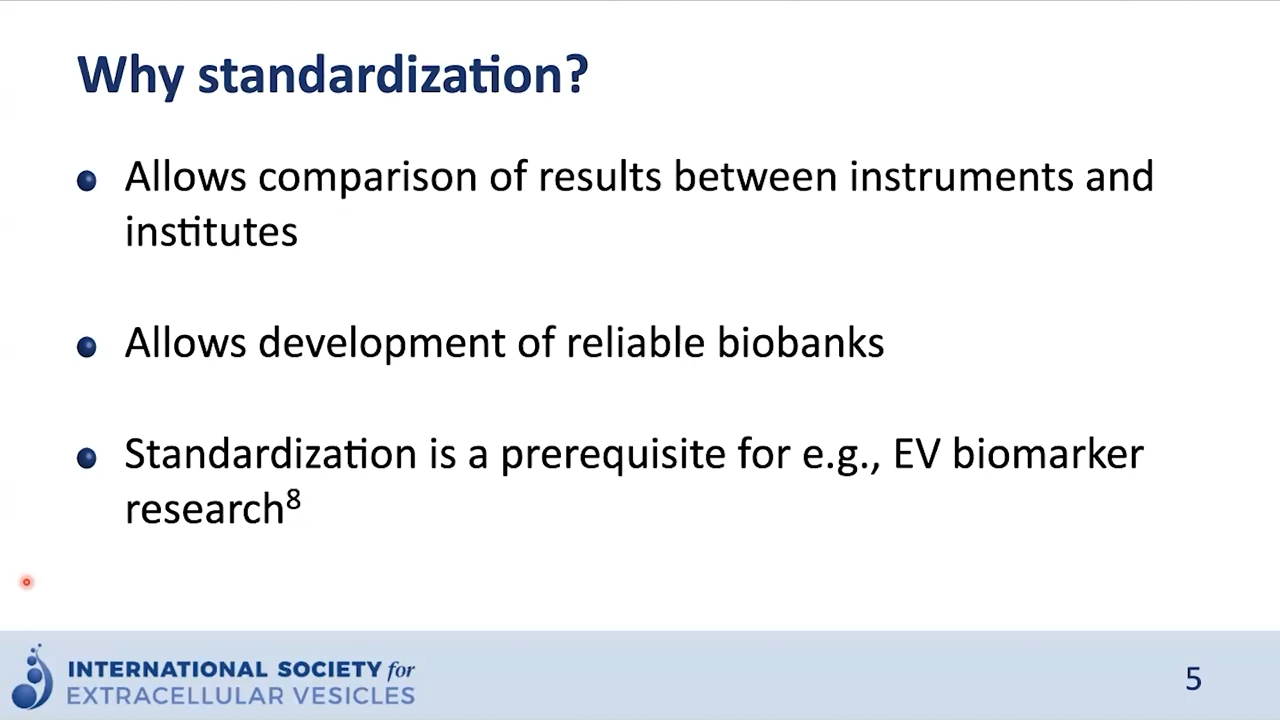 Why standardization?
Allows comparison of results between instruments and
institutes
Allows development of reliable biobanks
Standardization is a prerequisite for e.g., EV biomarker
research⁸
INTERNATIONAL SOCIETY for
EXTRACELLULAR VESICLES
5